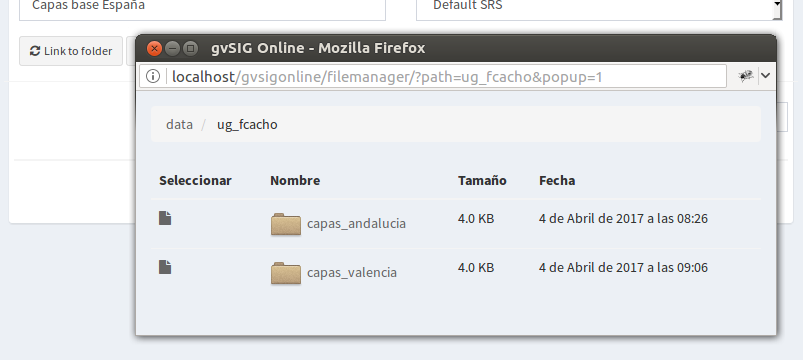 Capas base España
Default SRS
Link to folder
gvSIG Online - Mozilla Firefox
localhost/gvsigonline/filemanager/?path=ug_fcacho&popup=1
data / ug_fcacho
Seleccionar Nombre Tamaño Fecha
capas_andalucia 4.0 KB 4 de Abril de 2017 a las 08:26
capas_valencia 4.0 KB 4 de Abril de 2017 a las 09:06